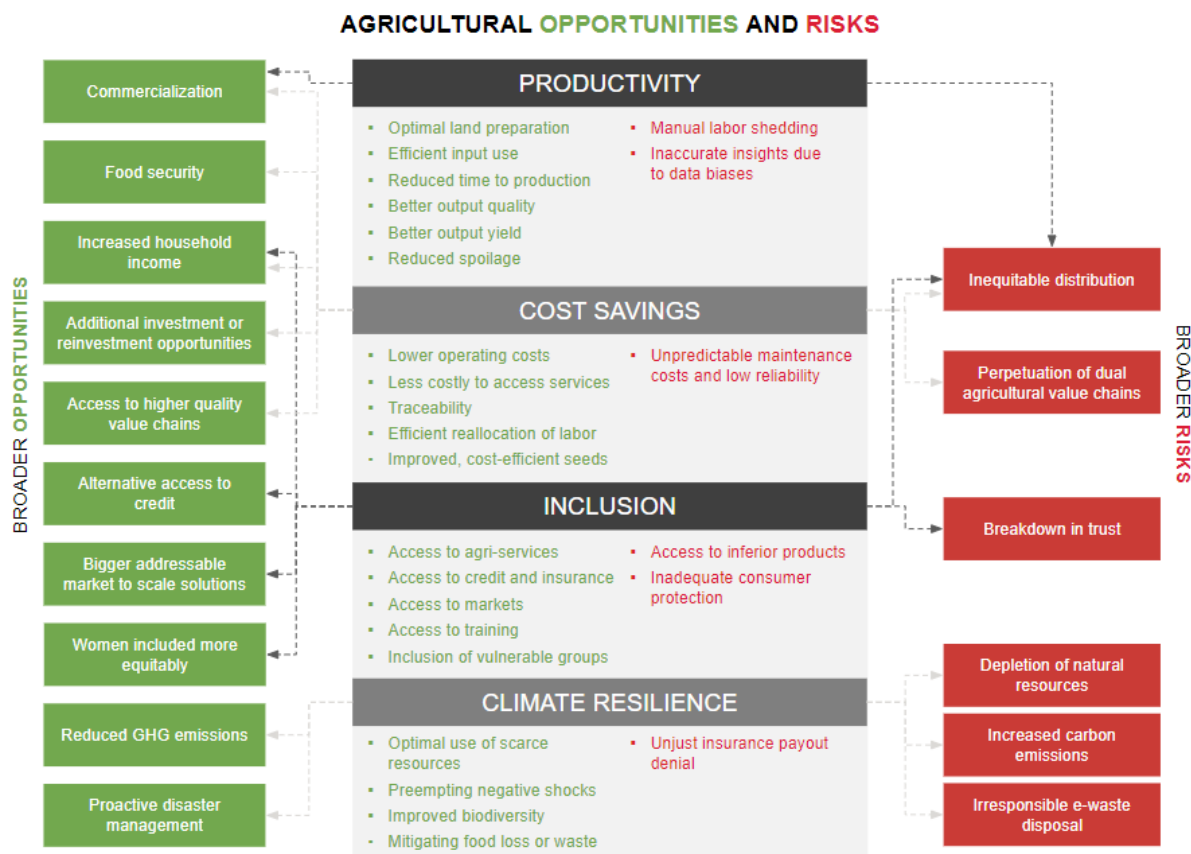 AGRICULTURAL OPPORTUNITIES AND RISKS
BROADER OPPORTUNITIES
Commercialization
Food security
Increased household
income
Additional investment or
reinvestment opportunities
Access to higher quality
value chains
Alternative access to
credit
Bigger addressable
market to scale solutions
Women included more
equitably
Reduced GHG emissions
Proactive disaster
management
PRODUCTIVITY
▪ Optimal land preparation
▪ Efficient input use
▪ Reduced time to production
▪ Better output quality
▪ Better output yield
▪ Reduced spoilage
▪ Manual labor shedding
▪ Inaccurate insights due
to data biases
COST SAVINGS
▪ Lower operating costs
▪ Less costly to access services
▪ Traceability
▪ Efficient reallocation of labor
▪ Improved, cost-efficient seeds
▪ Unpredictable maintenance
costs and low reliability
INCLUSION
▪ Access to agri-services
▪ Access to credit and insurance
▪ Access to markets
▪ Access to training
▪ Inclusion of vulnerable groups
▪ Access to inferior products
▪ Inadequate consumer
protection
CLIMATE RESILIENCE
▪ Optimal use of scarce
resources
▪ Preempting negative shocks
▪ Improved biodiversity
▪ Mitigating food loss or waste
▪ Unjust insurance payout
denial
Inequitable distribution
Perpetuation of dual
agricultural value chains
Breakdown in trust
Depletion of natural
resources
Increased carbon
emissions
Irresponsible e-waste
disposal
BROADER RISKS